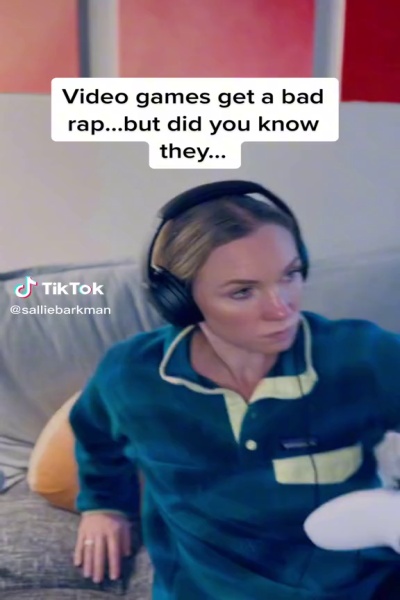 Video games get a bad
rap...but did you know
they...
TikTok
@salliebarkman